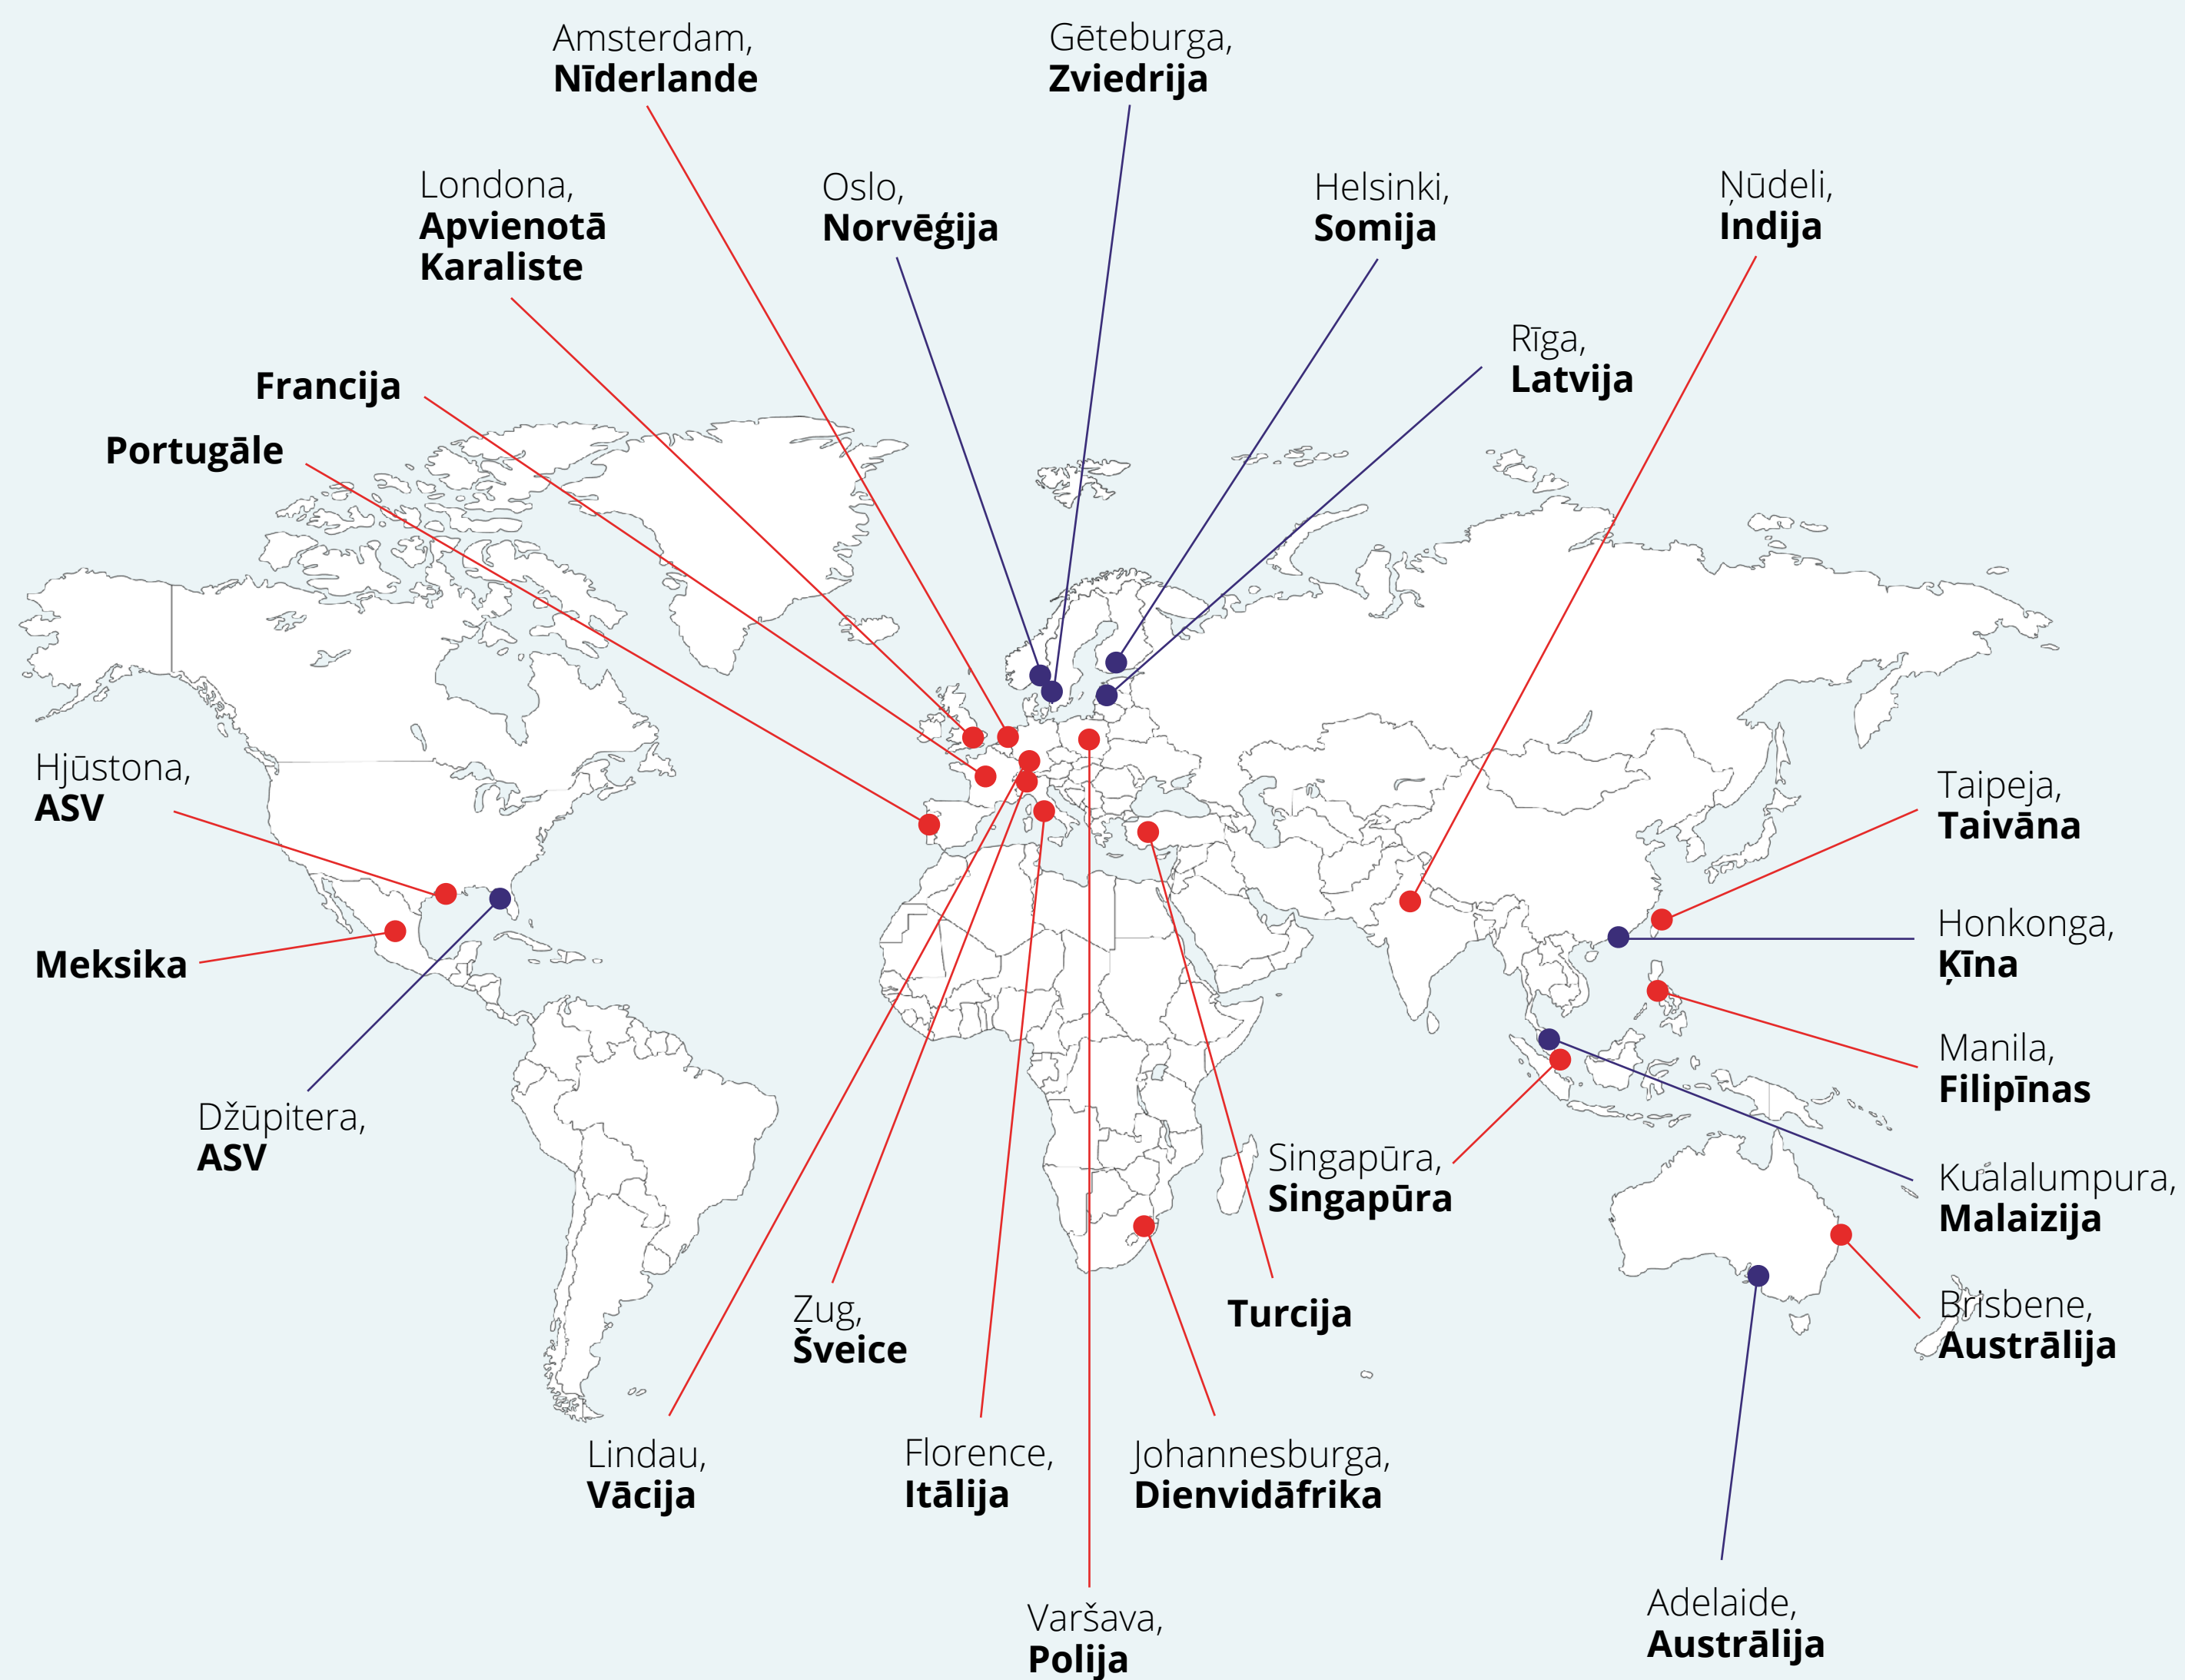 Amsterdam,
Nīderlande
Gēteburga,
Zviedrija
Londona,
Apvienotā
Karaliste
Oslo,
Norvēģija
Helsinki,
Somija
Ņūdeli,
Indija
Rīga,
Latvija
Francija
Portugāle
Hjūstona,
ASV
Taipeja,
Taivāna
Meksika
Honkonga,
Ķīna
Manila,
Filipīnas
Džūpitera,
ASV
Singapūra,
Singapūra
Kualalumpura,
Malaizija
Zug,
Šveice
Turcija
Brisbene,
Austrālija
Lindau,
Vācija
Florence,
Itālija
Johannesburga,
Dienvidāfrika
Varšava,
Polija
Adelaide,
Austrālija